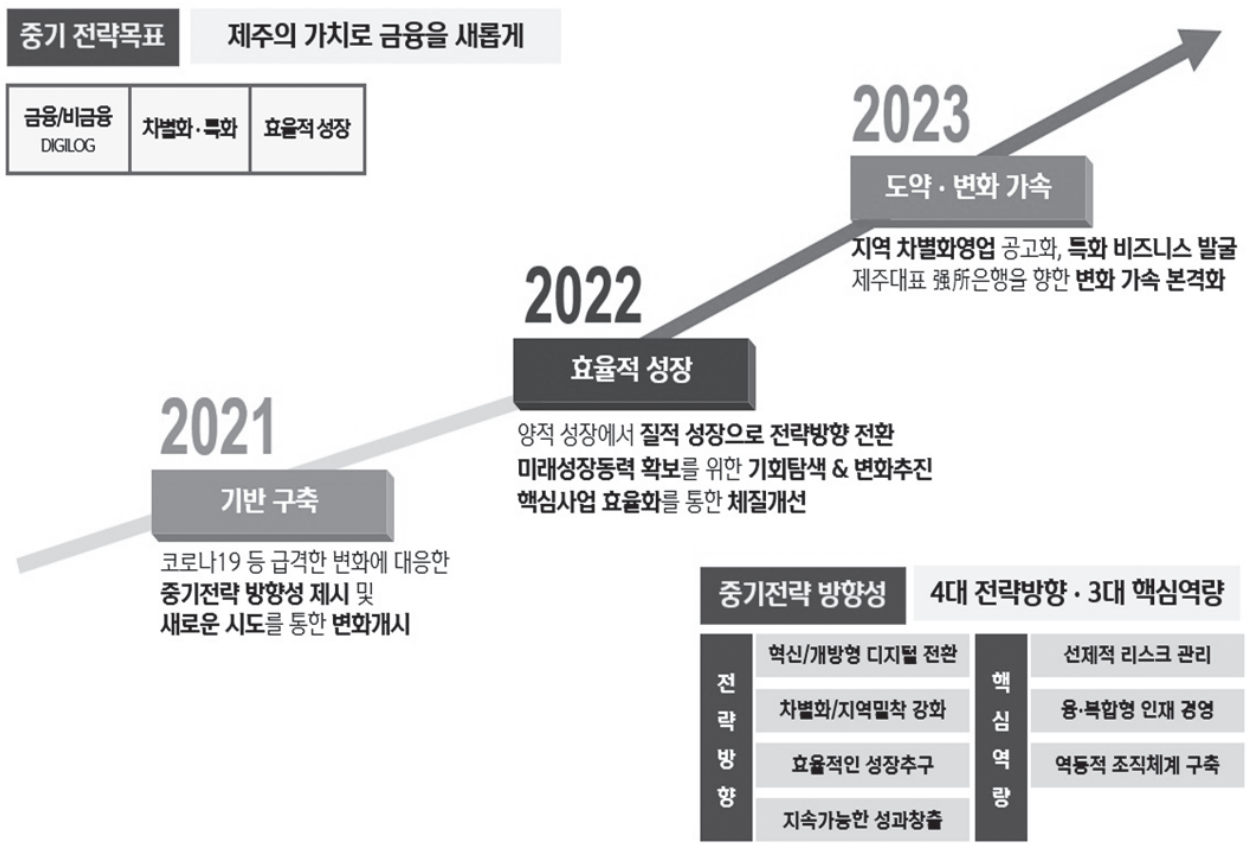 중기 전략목표
제주의 가치로 금융을 새롭게
금융/비금융
DIGILOG
차별화·특화
효율적 성장
2023
도약·변화 가속
지역 차별화영업 공고화, 특화 비즈니스 발굴
제주대표 强所은행을 향한 변화 가속 본격화
2022
효율적 성장
양적 성장에서 질적 성장으로 전략방향 전환
미래성장동력 확보를 위한 기회탐색 & 변화추진
핵심사업 효율화를 통한 체질개선
2021
기반 구축
코로나19 등 급격한 변화에 대응한
중기전략 방향성 제시 및
새로운 시도를 통한 변화개시
중기전략 방향성
4대 전략방향·3대 핵심역량
전략방향
혁신/개방형 디지털 전환
차별화/지역밀착 강화
효율적인 성장추구
지속가능한 성과창출
핵심역량
선제적 리스크 관리
융·복합형 인재 경영
역동적 조직체계 구축